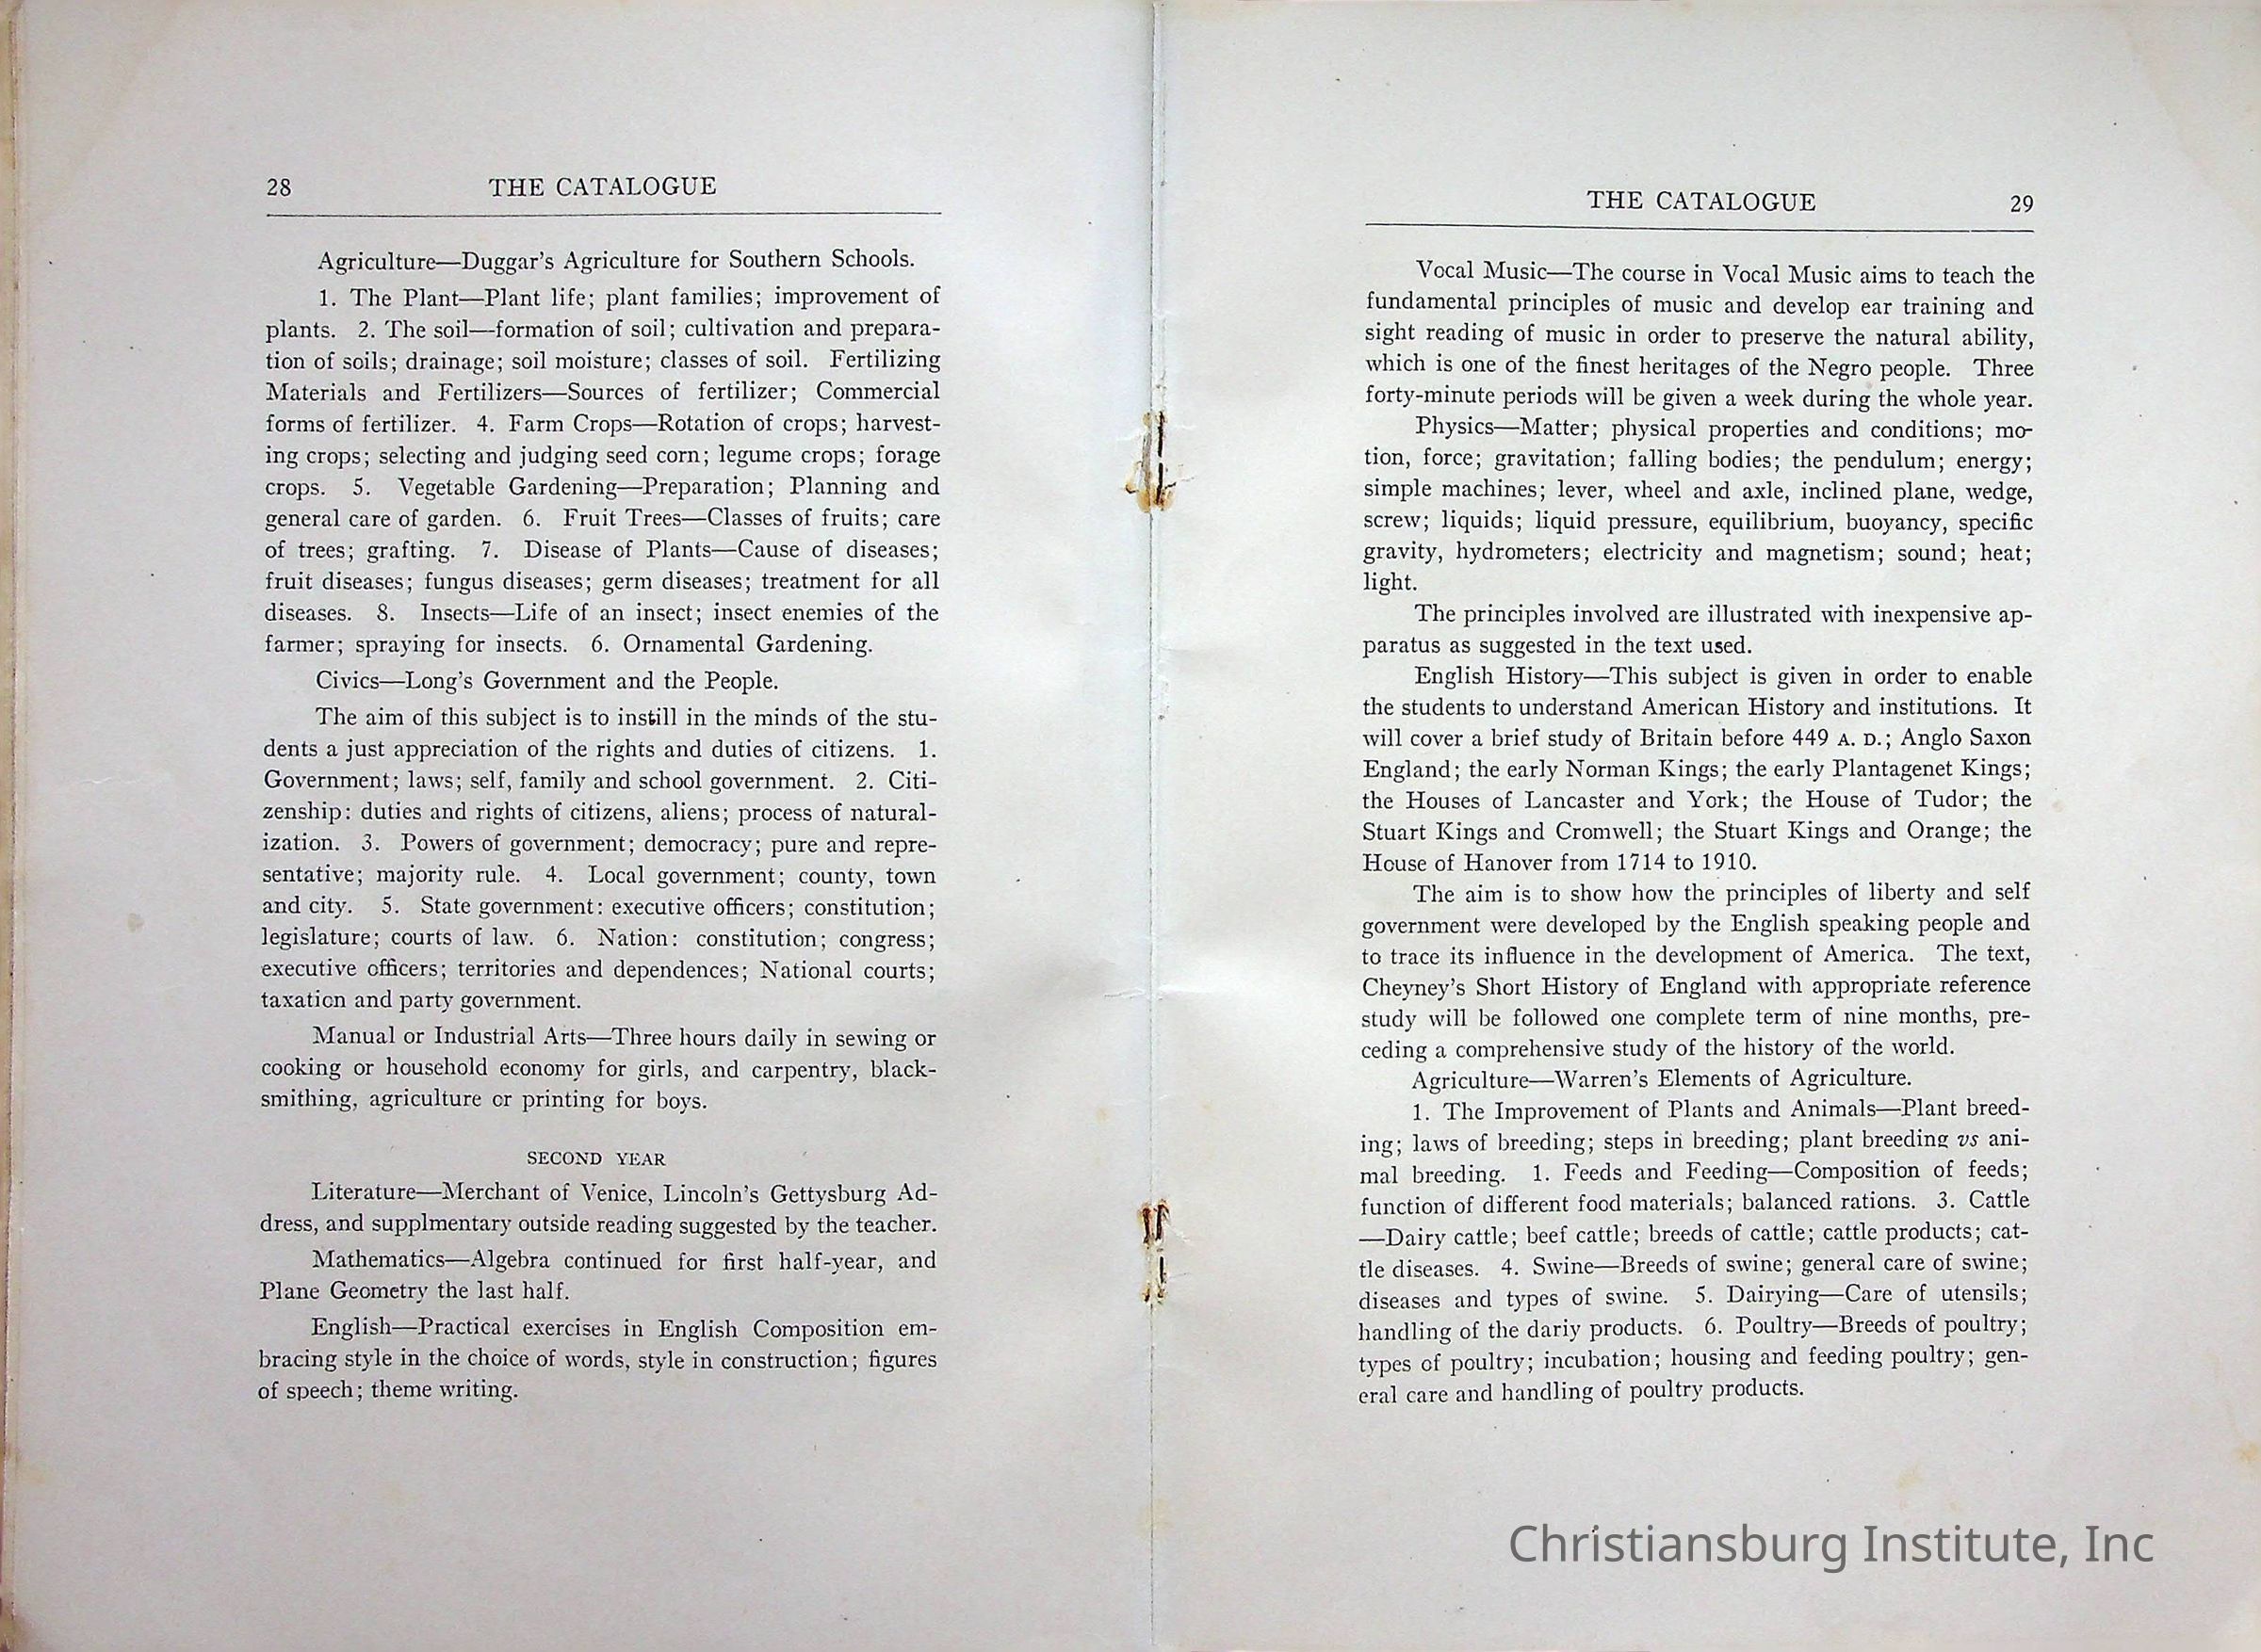 28 THE CATALOGUE
Agriculture—Duggar's Agriculture for Southern Schools.
1. The Plant—Plant life; plant families; improvement of
plants. 2. The soil—formation of soil; cultivation and prepara-
tion of soils; drainage; soil moisture; classes of soil. Fertilizing
Materials and Fertilizers—Sources of fertilizer; Commercial
forms of fertilizer. 4. Farm Crops—Rotation of crops; harvest-
ing crops; selecting and judging seed corn; legume crops; forage
crops. 5. Vegetable Gardening—Preparation; Planning and
general care of garden. 6. Fruit Trees—Classes of fruits; care
of trees; grafting. 7. Disease of Plants—Cause of diseases;
fruit diseases; fungus diseases; germ diseases; treatment for all
diseases. 8. Insects—Life of an insect; insect enemies of the
farmer; spraying for insects. 6. Ornamental Gardening.
Civics—Long's Government and the People.
The aim of this subject is to instill in the minds of the stu-
dents a just appreciation of the rights and duties of citizens. 1.
Government; laws; self, family and school government. 2. Citi-
zenship: duties and rights of citizens, aliens; process of natural-
ization. 3. Powers of government; democracy; pure and repre-
sentative; majority rule. 4. Local government; county, town
and city. 5. State government: executive officers; constitution;
legislature; courts of law. 6. Nation: constitution; congress;
executive officers; territories and dependences; National courts;
taxation and party government.
Manual or Industrial Arts—Three hours daily in sewing or
cooking or household economy for girls, and carpentry, black-
smithing, agriculture or printing for boys.
SECOND YEAR
Literature—Merchant of Venice, Lincoln's Gettysburg Ad-
dress, and supplmentary outside reading suggested by the teacher.
Mathematics—Algebra continued for first half-year, and
Plane Geometry the last half.
English—Practical exercises in English Composition em-
bracing style in the choice of words, style in construction; figures
of speech; theme writing.
THE CATALOGUE 29
Vocal Music—The course in Vocal Music aims to teach the
fundamental principles of music and develop ear training and
sight reading of music in order to preserve the natural ability,
which is one of the finest heritages of the Negro people. Three
forty-minute periods will be given a week during the whole year.
Physics—Matter; physical properties and conditions; mo-
tion, force; gravitation; falling bodies; the pendulum; energy;
simple machines; lever, wheel and axle, inclined plane, wedge,
screw; liquids; liquid pressure, equilibrium, buoyancy, specific
gravity, hydrometers; electricity and magnetism; sound; heat;
light.
The principles involved are illustrated with inexpensive ap-
paratus as suggested in the text used.
English History—This subject is given in order to enable
the students to understand American History and institutions. It
will cover a brief study of Britain before 449 A. D.; Anglo Saxon
England; the early Norman Kings; the early Plantagenet Kings;
the Houses of Lancaster and York; the House of Tudor; the
Stuart Kings and Cromwell; the Stuart Kings and Orange; the
House of Hanover from 1714 to 1910.
The aim is to show how the principles of liberty and self
government were developed by the English speaking people and
to trace its influence in the development of America. The text,
Cheyney's Short History of England with appropriate reference
study will be followed one complete term of nine months, pre-
ceding a comprehensive study of the history of the world.
Agriculture—Warren's Elements of Agriculture.
1. The Improvement of Plants and Animals—Plant breed-
ing; laws of breeding; steps in breeding; plant breeding vs ani-
mal breeding. 1. Feeds and Feeding—Composition of feeds;
function of different food materials; balanced rations. 3. Cattle
—Dairy cattle; beef cattle; breeds of cattle; cattle products; cat-
tle diseases. 4. Swine—Breeds of swine; general care of swine;
diseases and types of swine. 5. Dairying—Care of utensils;
handling of the dariy products. 6. Poultry—Breeds of poultry;
types of poultry; incubation; housing and feeding poultry; gen-
eral care and handling of poultry products.
Christiansburg Institute, Inc